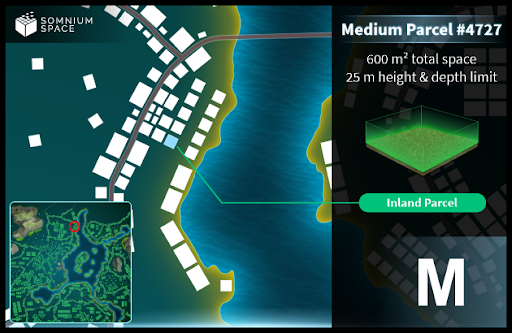 SOMNIUM
SPACE
Medium Parcel #4727
600 m² total space
25 m height & depth limit
Inland Parcel
M